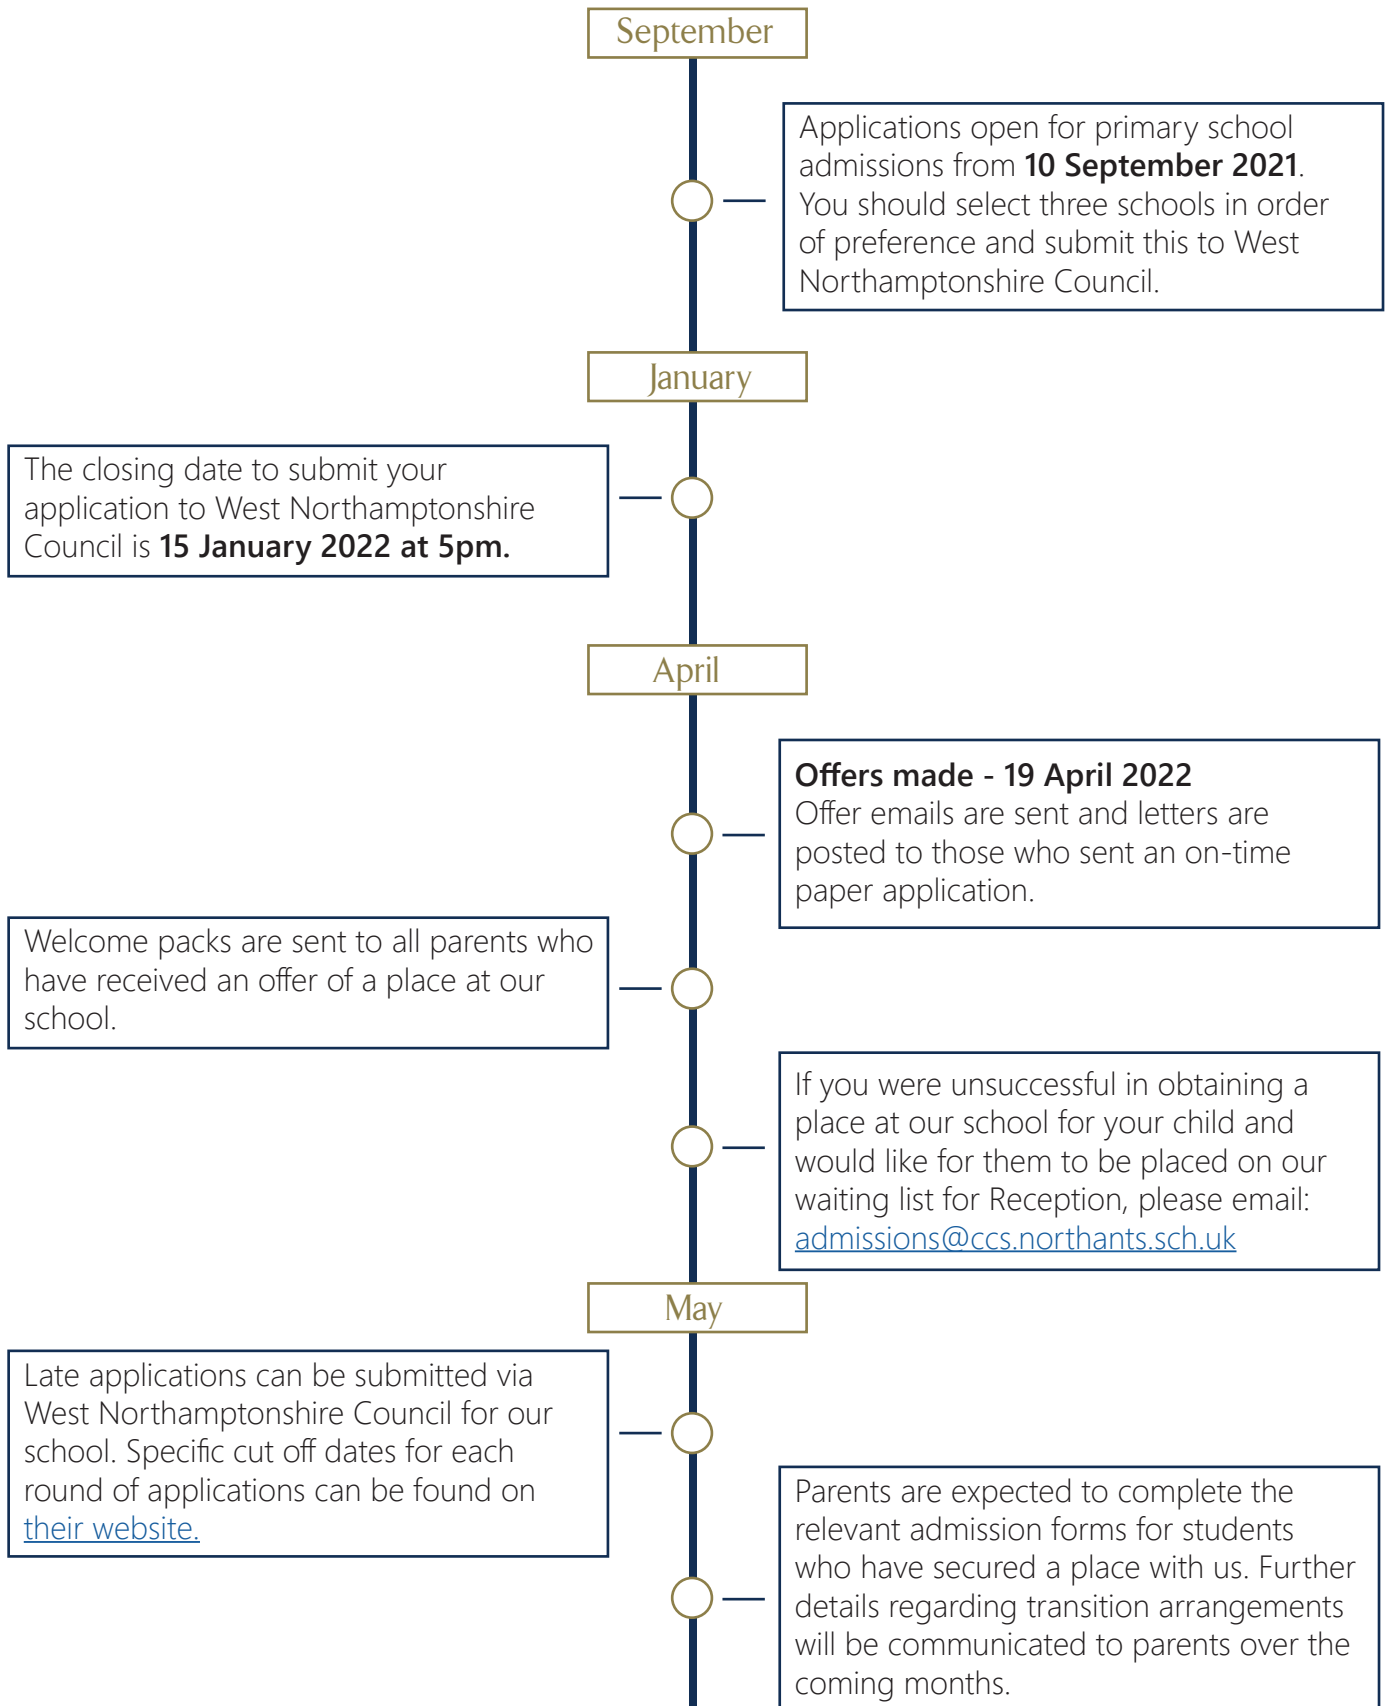 September
Applications open for primary school
admissions from 10 September 2021.
You should select three schools in order
of preference and submit this to West
Northamptonshire Council.
January
The closing date to submit your
application to West Northamptonshire
Council is 15 January 2022 at 5pm.
April
Offers made - 19 April 2022
Offer emails are sent and letters are
posted to those who sent an on-time
paper application.
Welcome packs are sent to all parents who
have received an offer of a place at our
school.
If you were unsuccessful in obtaining a
place at our school for your child and
would like for them to be placed on our
waiting list for Reception, please email:
admissions@ccs.northants.sch.uk
May
Late applications can be submitted via
West Northamptonshire Council for our
school. Specific cut off dates for each
round of applications can be found on
their website.
Parents are expected to complete the
relevant admission forms for students
who have secured a place with us. Further
details regarding transition arrangements
will be communicated to parents over the
coming months.